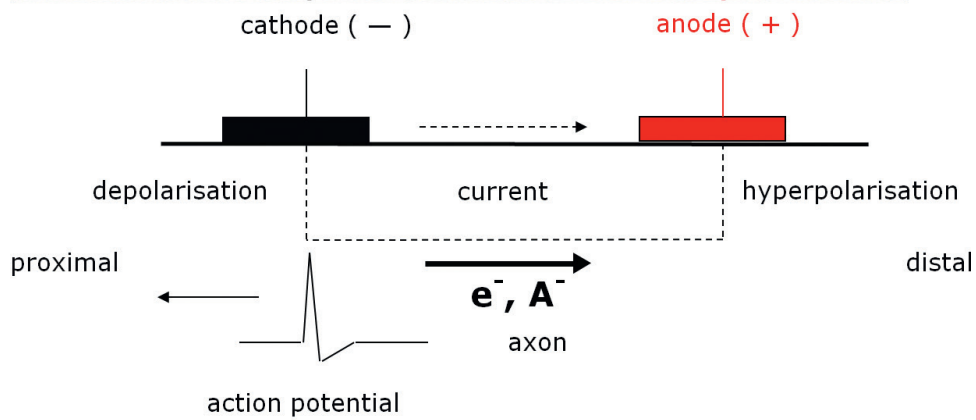 cathode ( — )
anode ( + )
depolarisation
current
hyperpolarisation
proximal
distal
e⁻, A⁻
axon
action potential